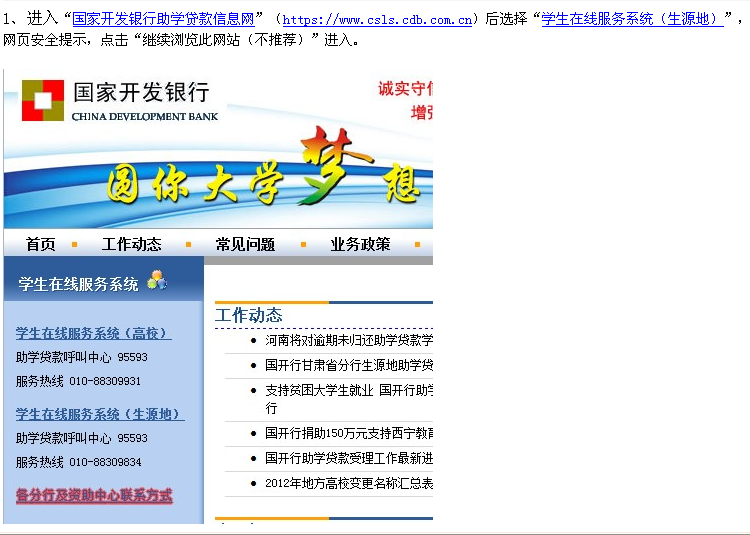 1、进入“国家开发银行助学贷款信息网”（https://www.csls.cdb.com.cn）后选择“学生在线服务系统（生源地）”，
网页安全提示，点击“继续浏览此网站（不推荐）”进入。
国家开发银行
CHINA DEVELOPMENT BANK
诚实守信
增强
圆你大学梦想
首页 工作动态 常见问题 业务政策
学生在线服务系统
学生在线服务系统（高校）
助学贷款呼叫中心 95593
服务热线 010-88309931
学生在线服务系统（生源地）
助学贷款呼叫中心 95593
服务热线 010-88309834
各分行及资助中心联系方式
工作动态
河南将对逾期未归还助学贷款学
国开行甘肃省分行生源地助学贷
支持贫困大学生就业 国开行助学
行
国开行捐助150万元支持西宁教育
国开行助学贷款受理工作最新进
2012年地方高校变更名称汇总表